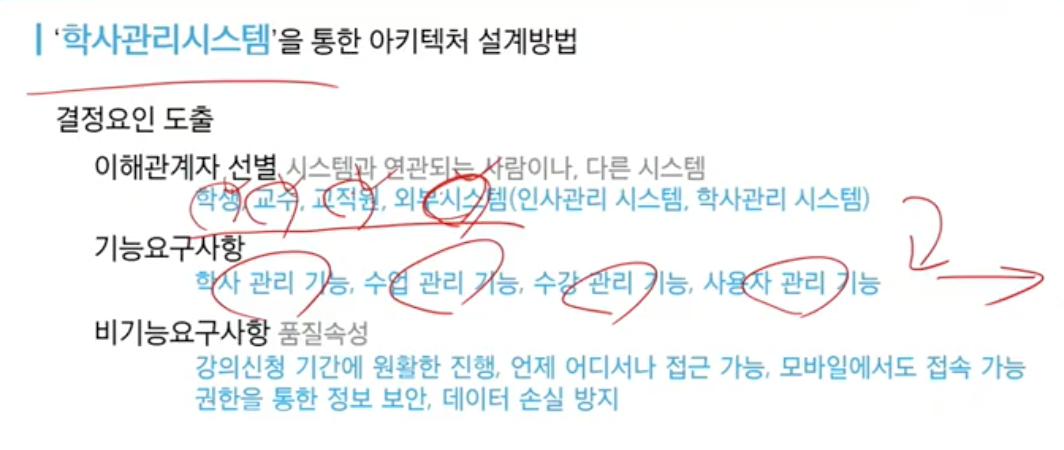 '학사관리시스템'을 통한 아키텍처 설계방법
결정요인 도출
이해관계자 선별 시스템과 연관되는 사람이나, 다른 시스템
학생, 교수, 교직원, 외부시스템(인사관리 시스템, 학사관리 시스템)
기능요구사항
학사 관리 기능, 수업 관리 기능, 수강 관리 기능, 사용자 관리 기능
비기능요구사항 품질속성
강의신청 기간에 원활한 진행, 언제 어디서나 접근 가능, 모바일에서도 접속 가능
권한을 통한 정보 보안, 데이터 손실 방지